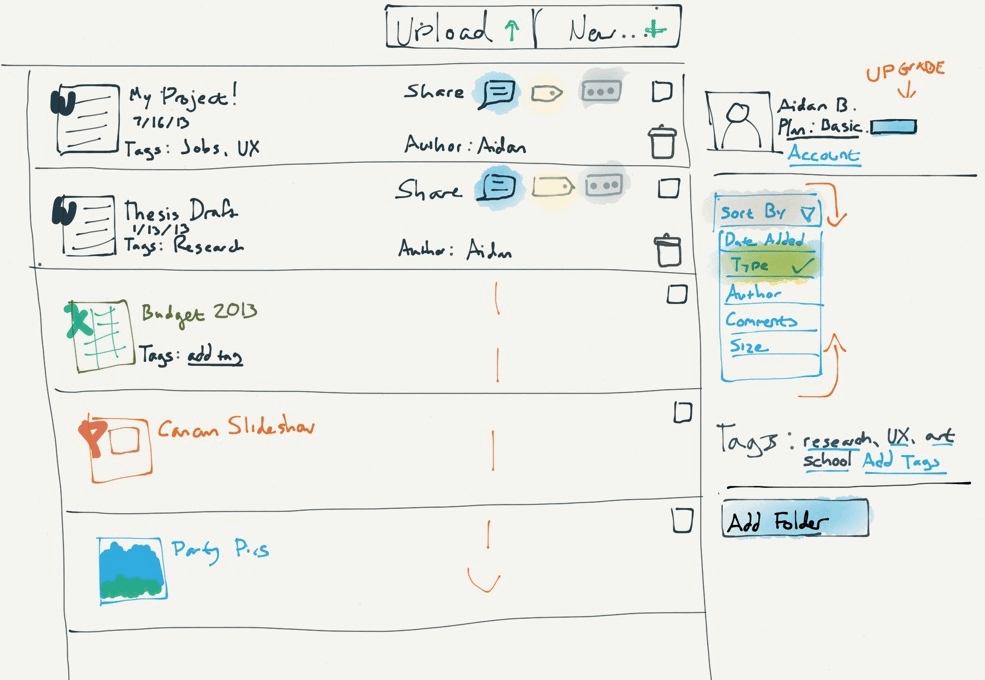 Upload New...
My Project!
7/16/13
Tags: Jobs, UX
Share
Author: Aidan
Thesis Draft
1/13/13
Tags: Research
Share
Author: Aidan
Budget 2013
Tags: add tag
Slideshow
Party Pics
UPGRADE
Aidan B.
Plan: Basic
Account
Sort By
Date Added
Type
Author
Comments
Size
Tags: research, UX, art
school Add Tags
Add Folder
W
W
X
P